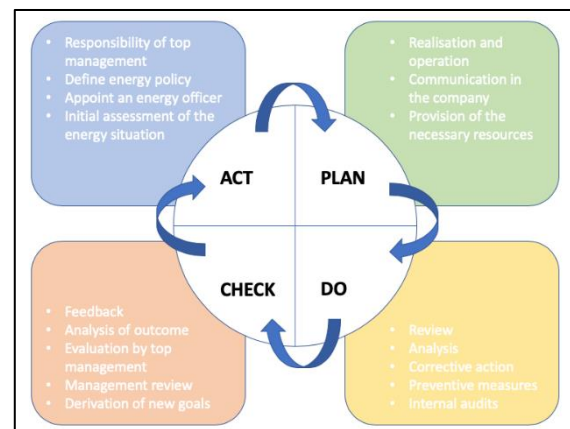 • Responsibility of top
management
• Define energy policy
• Appoint an energy officer
• Initial assessment of the
energy situation
• Realisation and
operation
• Communication in
the company
• Provision of the
necessary resources
ACT
PLAN
CHECK
DO
• Feedback
• Analysis of outcome
• Evaluation by top
management
• Management review
• Derivation of new goals
• Review
• Analysis
• Corrective action
• Preventive measures
• Internal audits